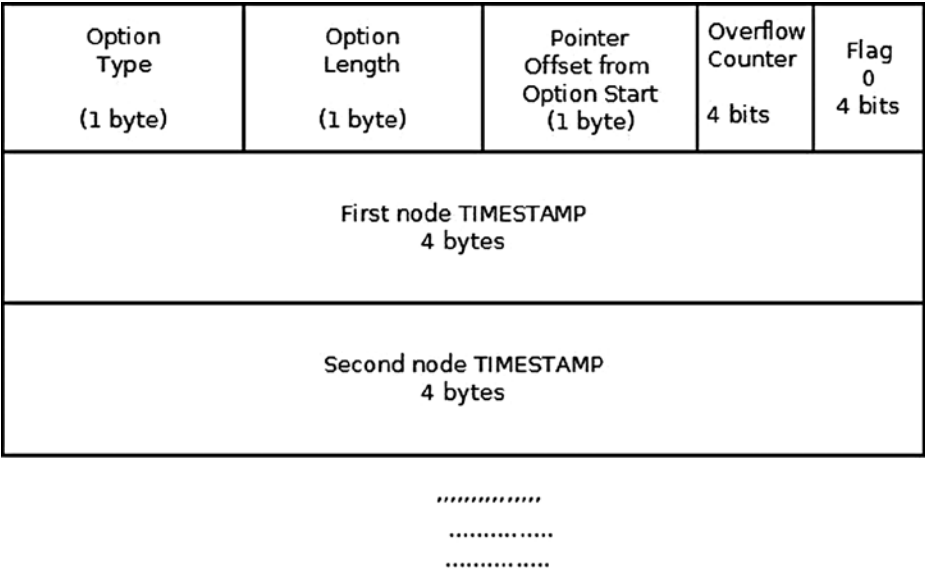 Option
Type
(1 byte)
Option
Length
(1 byte)
Pointer
Offset from
Option Start
(1 byte)
Overflow
Counter
4 bits
Flag
0
4 bits
First node TIMESTAMP
4 bytes
Second node TIMESTAMP
4 bytes
,,,,,,,,,,,,,,,
...............
...............